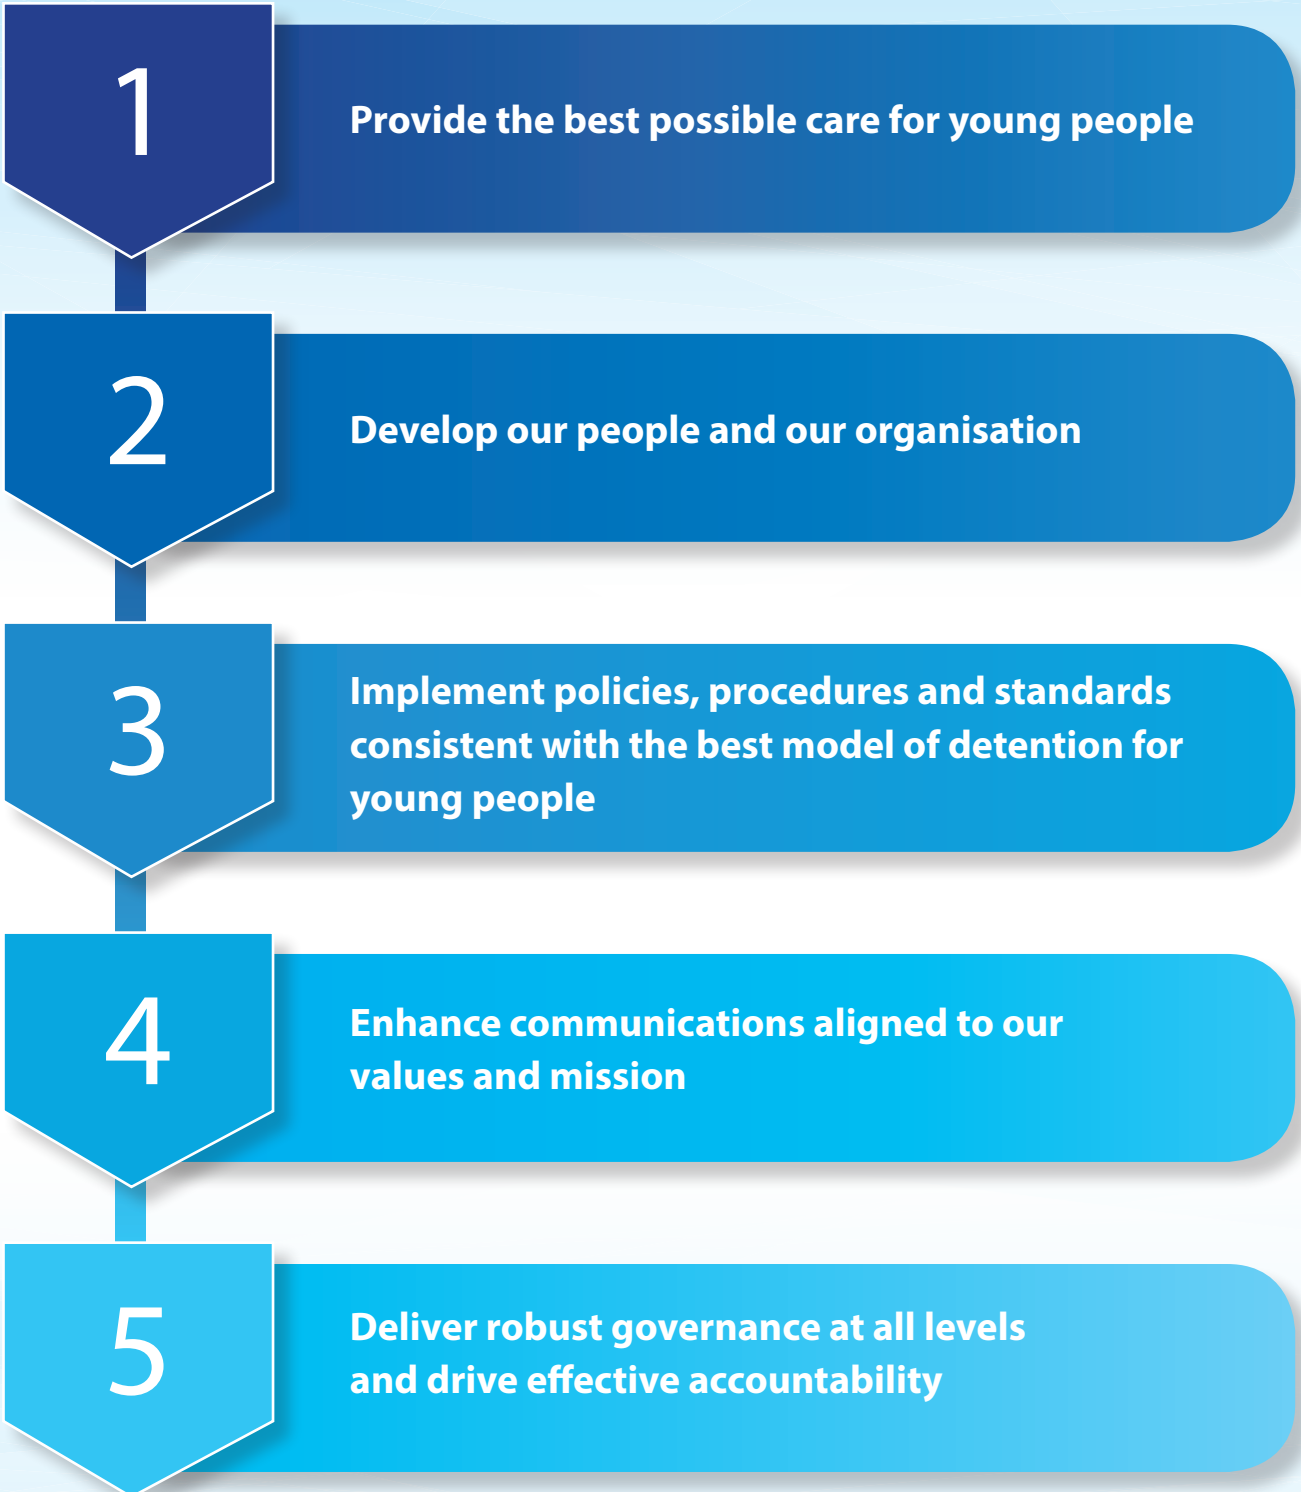 1
Provide the best possible care for young people
2
Develop our people and our organisation
3
Implement policies, procedures and standards
consistent with the best model of detention for
young people
4
Enhance communications aligned to our
values and mission
5
Deliver robust governance at all levels
and drive effective accountability